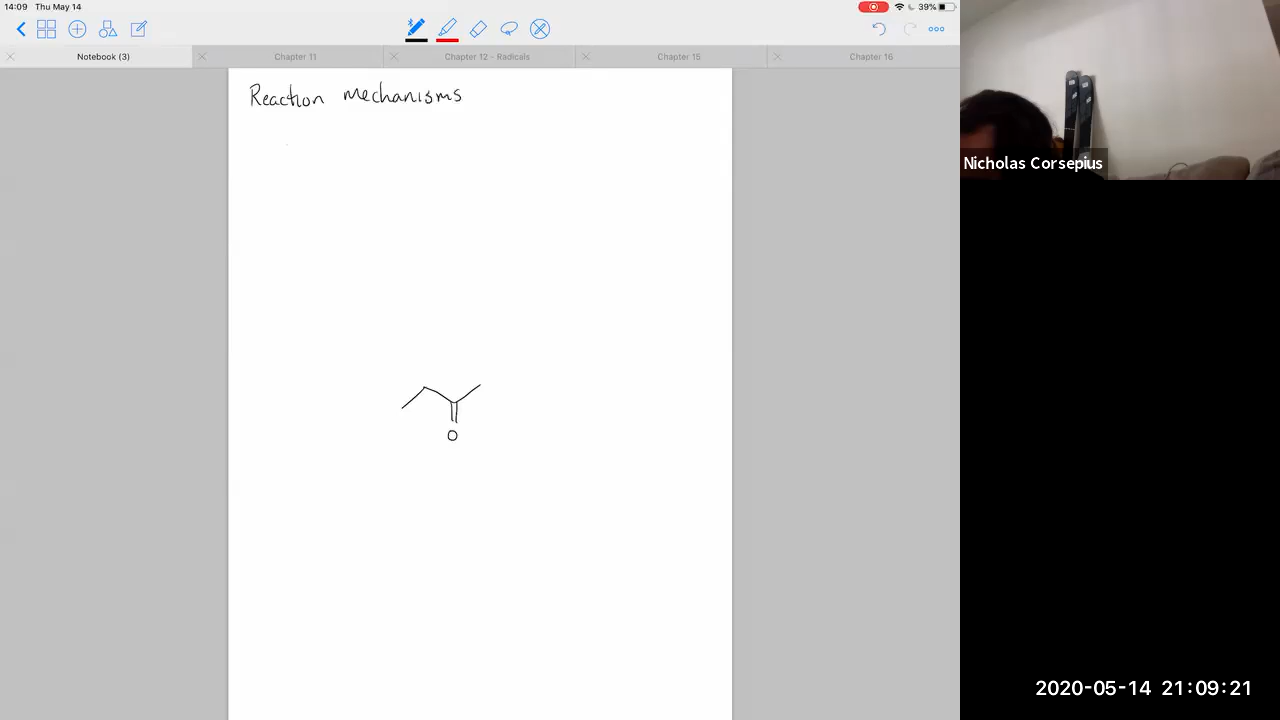 14:09 Thu May 14
39%
Notebook (3)
Chapter 11
Chapter 12 - Radicals
Chapter 15
Chapter 16
Reaction mechanisms
O
Nicholas Corsepius
2020-05-14 21:09:21